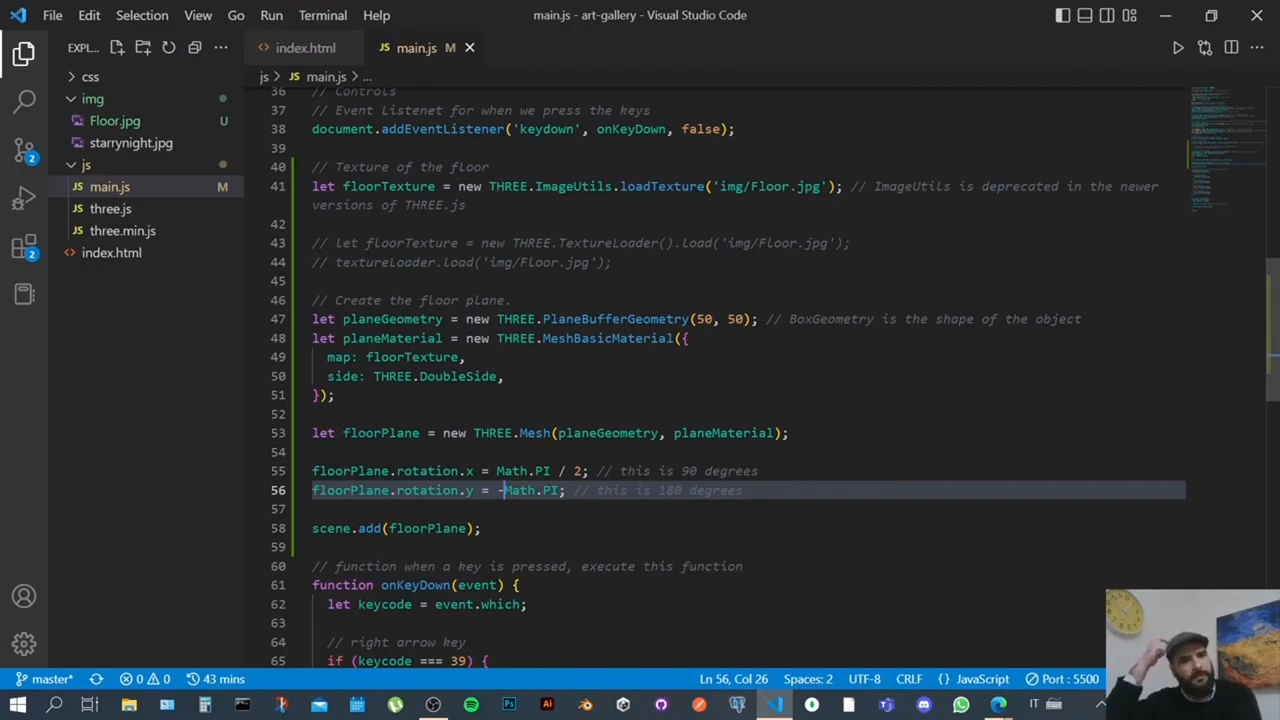 File Edit Selection View Go Run Terminal Help
main.js - art-gallery - Visual Studio Code
EXPL...
css
img
Floor.jpg U
starrynight.jpg
js
main.js M
three.js
three.min.js
index.html
2
2
index.html
main.js M
js > JS main.js > ...
36 // Controls
37 // Event Listenet for when we press the keys
38 document.addEventListener('keydown', onKeyDown, false);
39
40 // Texture of the floor
41 let floorTexture = new THREE.ImageUtils.loadTexture('img/Floor.jpg'); // ImageUtils is deprecated in the newer
versions of THREE.js
42
43 // let floorTexture = new THREE.TextureLoader().load('img/Floor.jpg');
44 // textureLoader.load('img/Floor.jpg');
45
46 // Create the floor plane.
47 let planeGeometry = new THREE.PlaneBufferGeometry(50, 50); // BoxGeometry is the shape of the object
48 let planeMaterial = new THREE.MeshBasicMaterial({
49 map: floorTexture,
50 side: THREE.DoubleSide,
51 });
52
53 let floorPlane = new THREE.Mesh(planeGeometry, planeMaterial);
54
55 floorPlane.rotation.x = Math.PI / 2; // this is 90 degrees
56 floorPlane.rotation.y = -Math.PI; // this is 180 degrees
57
58 scene.add(floorPlane);
59
60 // function when a key is pressed, execute this function
61 function onKeyDown(event) {
62 let keycode = event.which;
63
64 // right arrow key
65 if (keycode === 39) {
master* 0 0 43 mins Ln 56, Col 26 Spaces: 2 UTF-8 CRLF {} JavaScript Port : 5500
Ps Ai IT